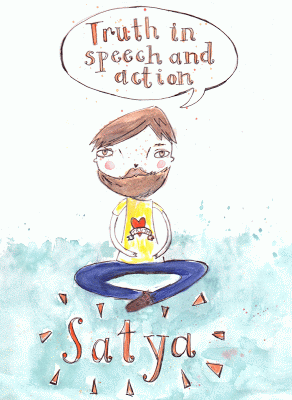 Truth in
speech and
action
Satya